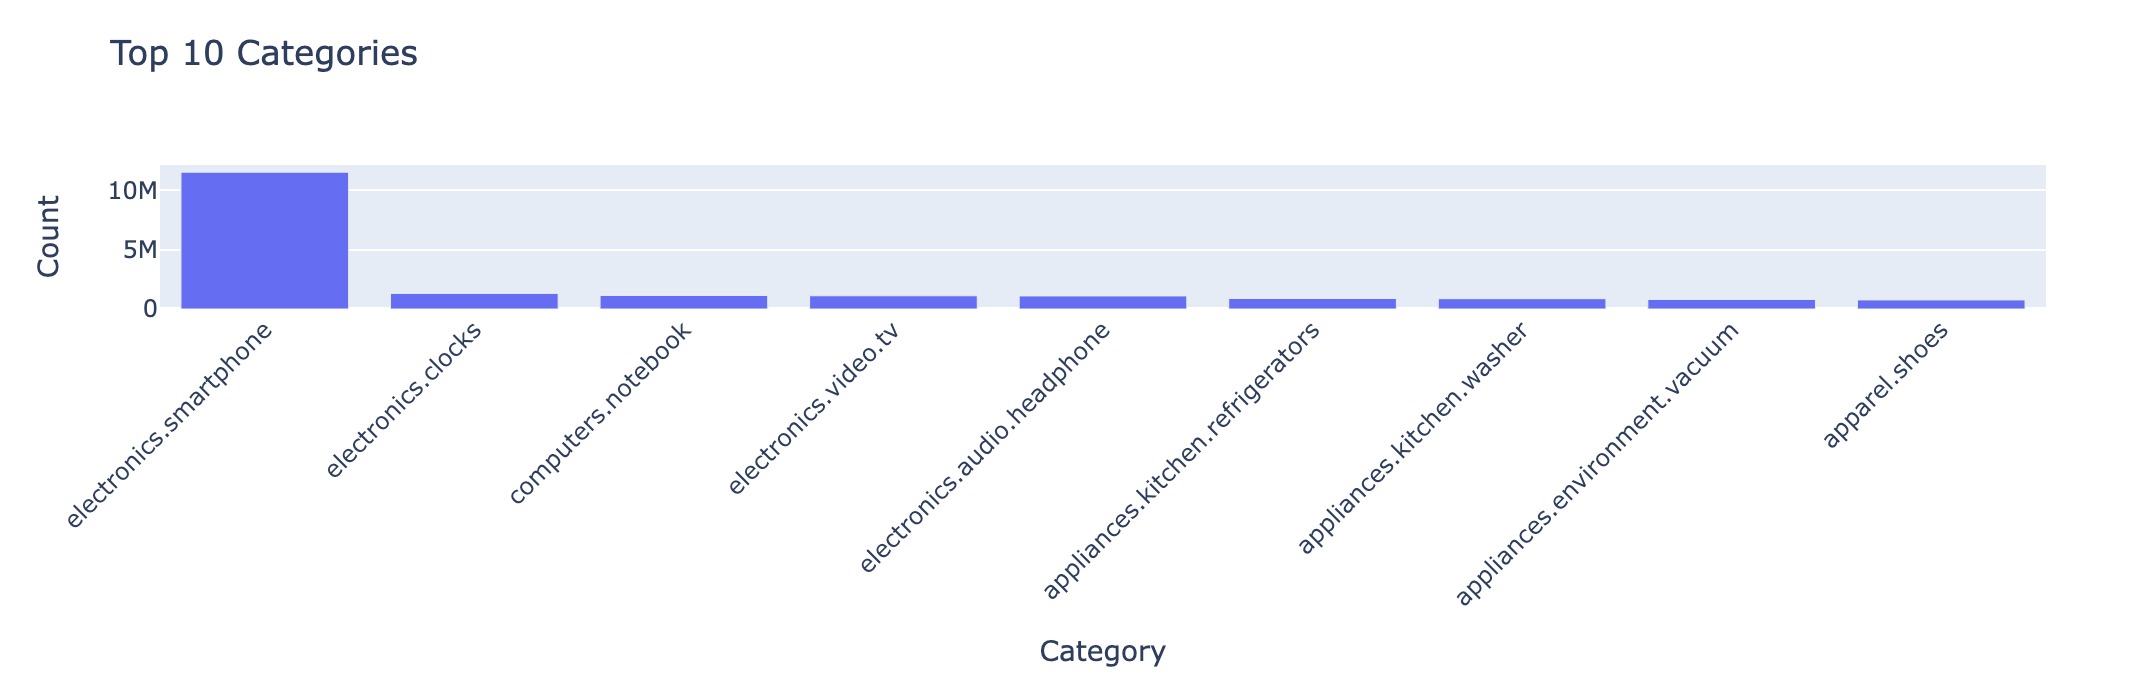 Top 10 Categories
Count
10M
5M
0
electronics.smartphone
electronics.clocks
computers.notebook
electronics.video.tv
electronics.audio.headphone
appliances.kitchen.refrigerators
appliances.kitchen.washer
appliances.environment.vacuum
apparel.shoes
Category